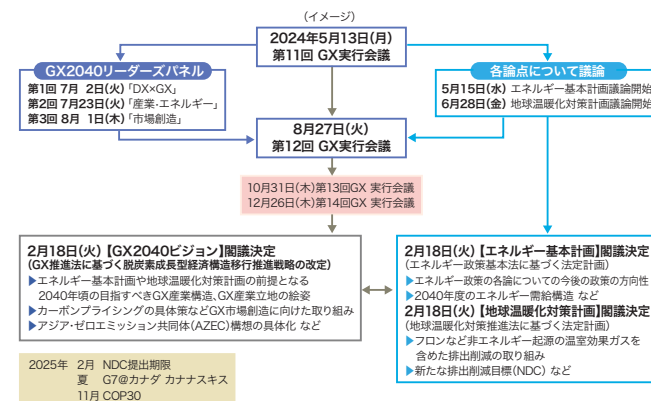 （イメージ）
2024年5月13日（月）
第11回 GX実行会議
GX2040リーダーズパネル
第1回 7月 2日（火）「DX×GX」
第2回 7月23日（火）「産業・エネルギー」
第3回 8月 1日（木）「市場創造」
各論点について議論
5月15日（水） エネルギー基本計画議論開始
6月28日（金） 地球温暖化対策計画議論開始
8月27日（火）
第12回 GX実行会議
10月31日（木）第13回GX 実行会議
12月26日（木）第14回GX 実行会議
2月18日（火）【GX2040ビジョン】閣議決定
（GX推進法に基づく脱炭素成長型経済構造移行推進戦略の改定）
▶エネルギー基本計画や地球温暖化対策計画の前提となる
2040年頃の目指すべきGX産業構造、GX産業立地の絵姿
▶カーボンプライシングの具体策などGX市場創造に向けた取り組み
▶アジア・ゼロエミッション共同体（AZEC）構想の具体化 など
2月18日（火）【エネルギー基本計画】閣議決定
（エネルギー政策基本法に基づく法定計画）
▶エネルギー政策の各論についての今後の政策の方向性
▶2040年度のエネルギー需給構造 など
2月18日（火）【地球温暖化対策計画】閣議決定
（地球温暖化対策推進法に基づく法定計画）
▶フロンなど非エネルギー起源の温室効果ガスを
含めた排出削減の取り組み
▶新たな排出削減目標（NDC） など
2025年 2月 NDC提出期限
夏 G7＠カナダ カナナスキス
11月 COP30